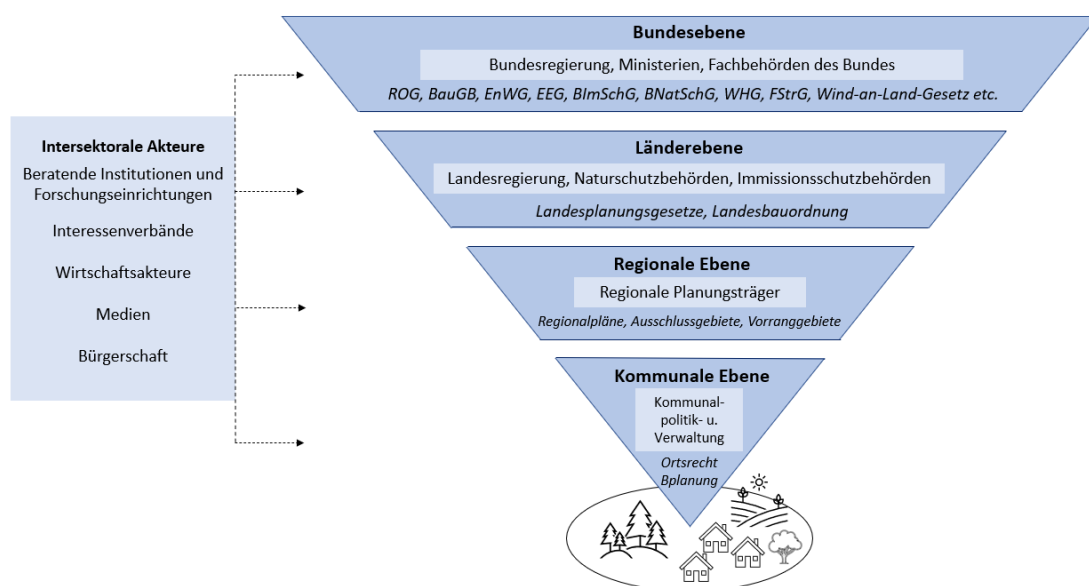 Bundesebene
Bundesregierung, Ministerien, Fachbehörden des Bundes
ROG, BauGB, EnWG, EEG, BImSchG, BNatSchG, WHG, FStrG, Wind-an-Land-Gesetz etc.
Intersektorale Akteure
Beratende Institutionen und
Forschungseinrichtungen
Interessenverbände
Wirtschaftsakteure
Medien
Bürgerschaft
Länderebene
Landesregierung, Naturschutzbehörden, Immissionsschutzbehörden
Landesplanungsgesetze, Landesbauordnung
Regionale Ebene
Regionale Planungsträger
Regionalpläne, Ausschlussgebiete, Vorranggebiete
Kommunale Ebene
Kommunal-
politik- u.
Verwaltung
Ortsrecht
Bplanung